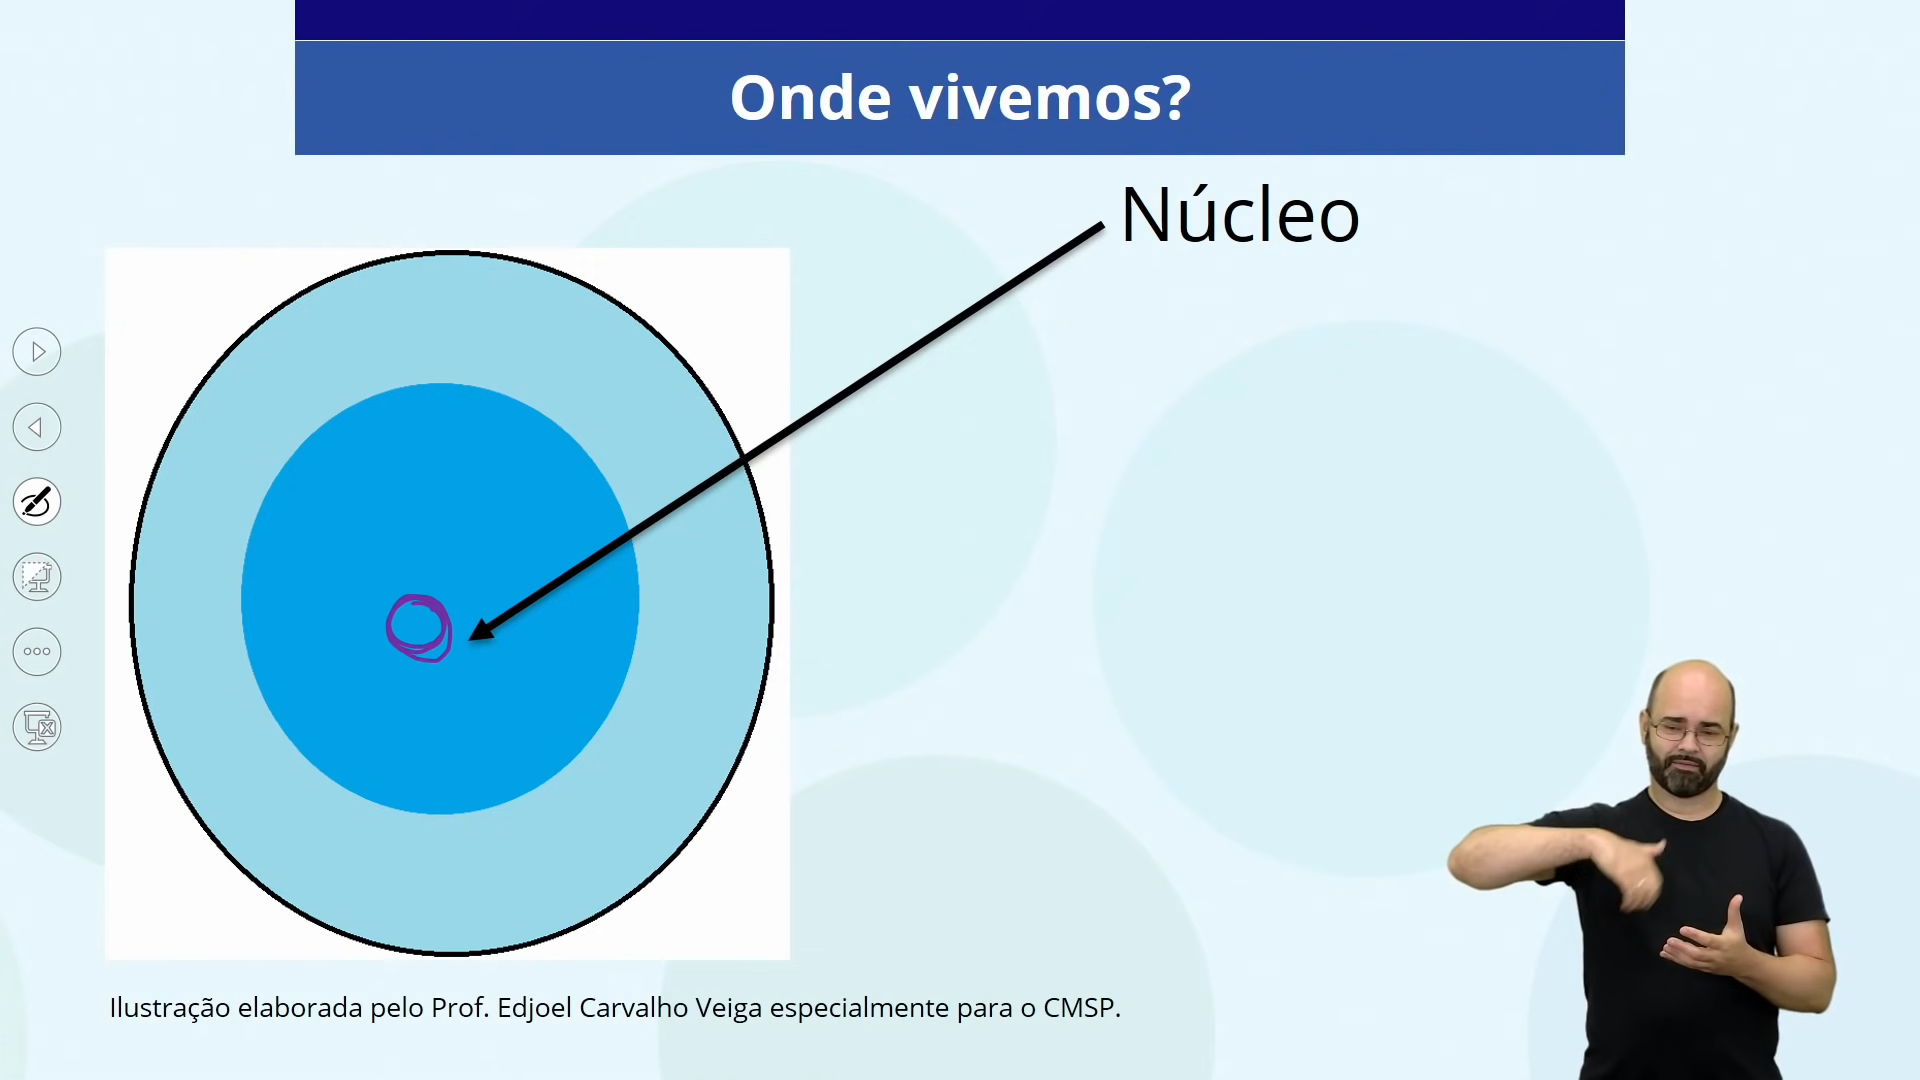 Onde vivemos?
Núcleo
Ilustração elaborada pelo Prof. Edjoel Carvalho Veiga especialmente para o CMSP.